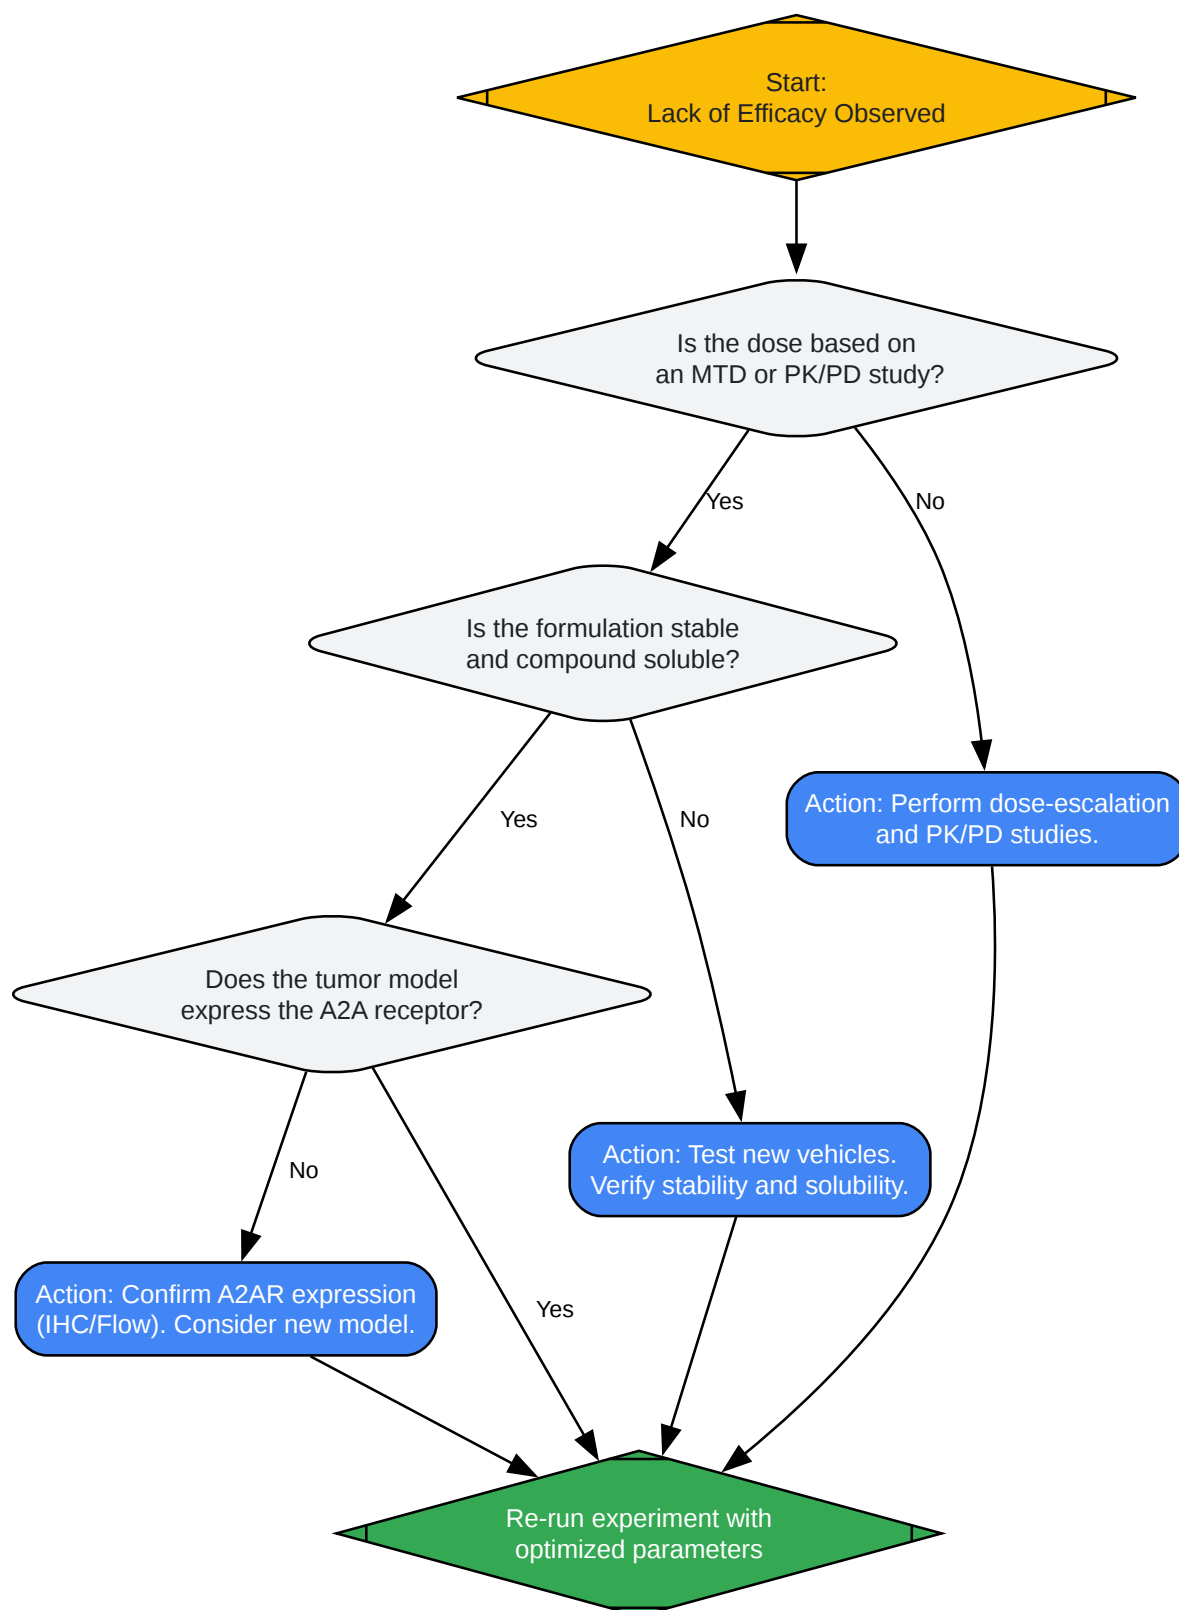 Start:
Lack of Efficacy Observed
Is the dose based on
an MTD or PK/PD study?
Yes
No
Is the formulation stable
and compound soluble?
Yes
No
Action: Perform dose-escalation
and PK/PD studies.
Does the tumor model
express the A2A receptor?
No
Yes
Action: Test new vehicles.
Verify stability and solubility.
Action: Confirm A2AR expression
(IHC/Flow). Consider new model.
Re-run experiment with
optimized parameters